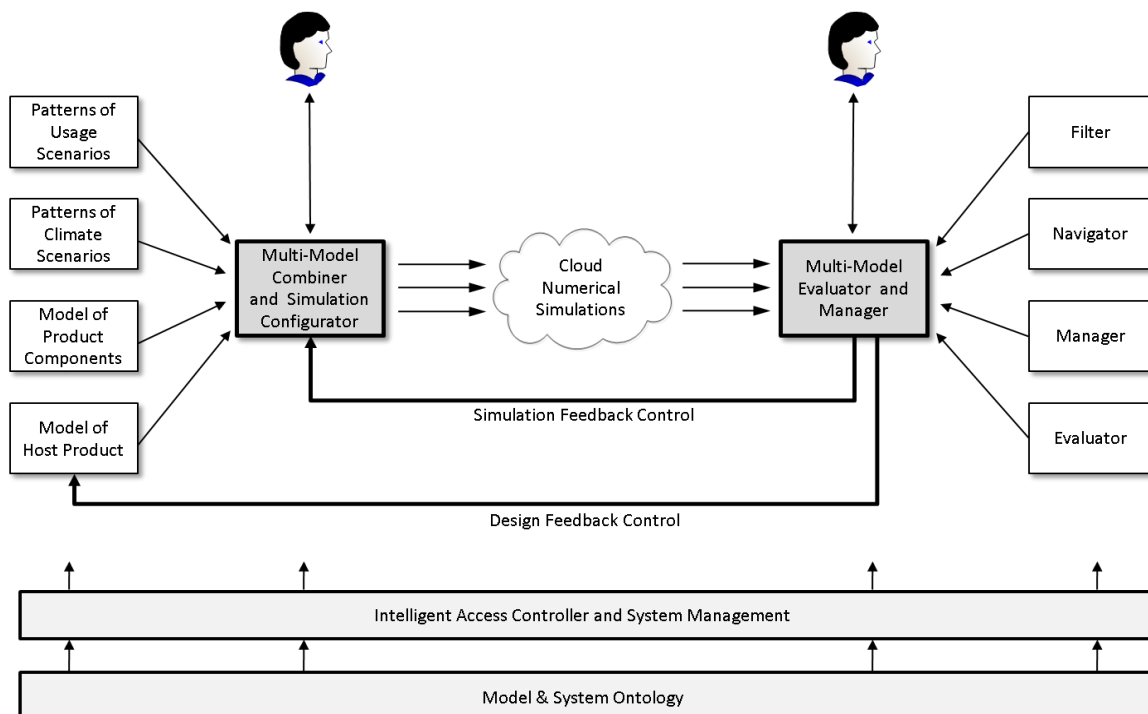 Patterns of
Usage
Scenarios
Patterns of
Climate
Scenarios
Model of
Product
Components
Model of
Host Product
Multi-Model
Combiner
and Simulation
Configurator
Cloud
Numerical
Simulations
Multi-Model
Evaluator and
Manager
Filter
Navigator
Manager
Evaluator
Simulation Feedback Control
Design Feedback Control
Intelligent Access Controller and System Management
Model & System Ontology